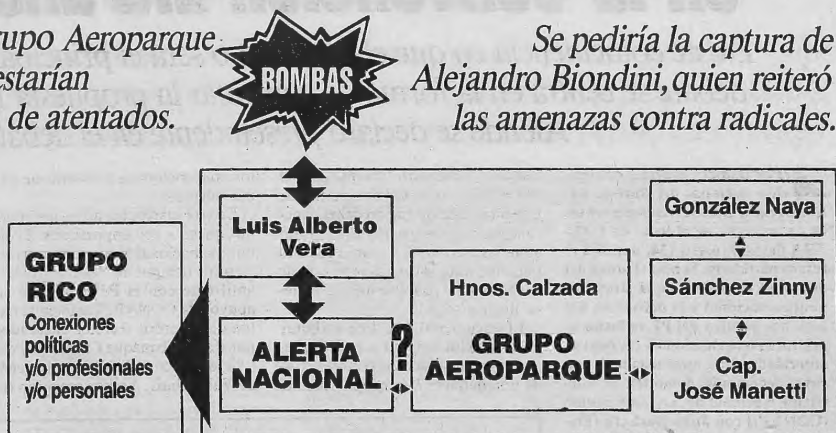 rupo Aeroparque
estarían
de atentados.
BOMBAS
Se pediría la captura de
Alejandro Biondini, quien reiteró
las amenazas contra radicales.
GRUPO
RICO
Conexiones
políticas
y/o profesionales
y/o personales
Luis Alberto
Vera
ALERTA
NACIONAL
?
Hnos. Calzada
GRUPO
AEROPARQUE
González Naya
Sánchez Zinny
Cap.
José Manetti